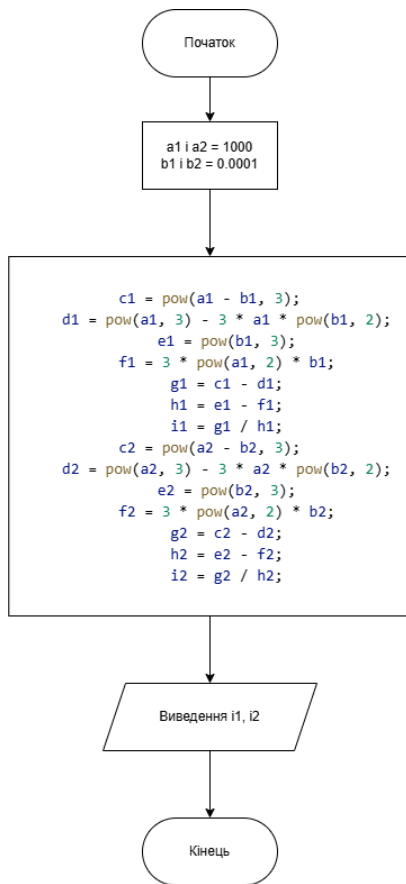 Початок
a1 і a2 = 1000
b1 і b2 = 0.0001
c1 = pow(a1 - b1, 3);
d1 = pow(a1, 3) - 3 * a1 * pow(b1, 2);
e1 = pow(b1, 3);
f1 = 3 * pow(a1, 2) * b1;
g1 = c1 - d1;
h1 = e1 - f1;
i1 = g1 / h1;
c2 = pow(a2 - b2, 3);
d2 = pow(a2, 3) - 3 * a2 * pow(b2, 2);
e2 = pow(b2, 3);
f2 = 3 * pow(a2, 2) * b2;
g2 = c2 - d2;
h2 = e2 - f2;
i2 = g2 / h2;
Виведення i1, i2
Кінець